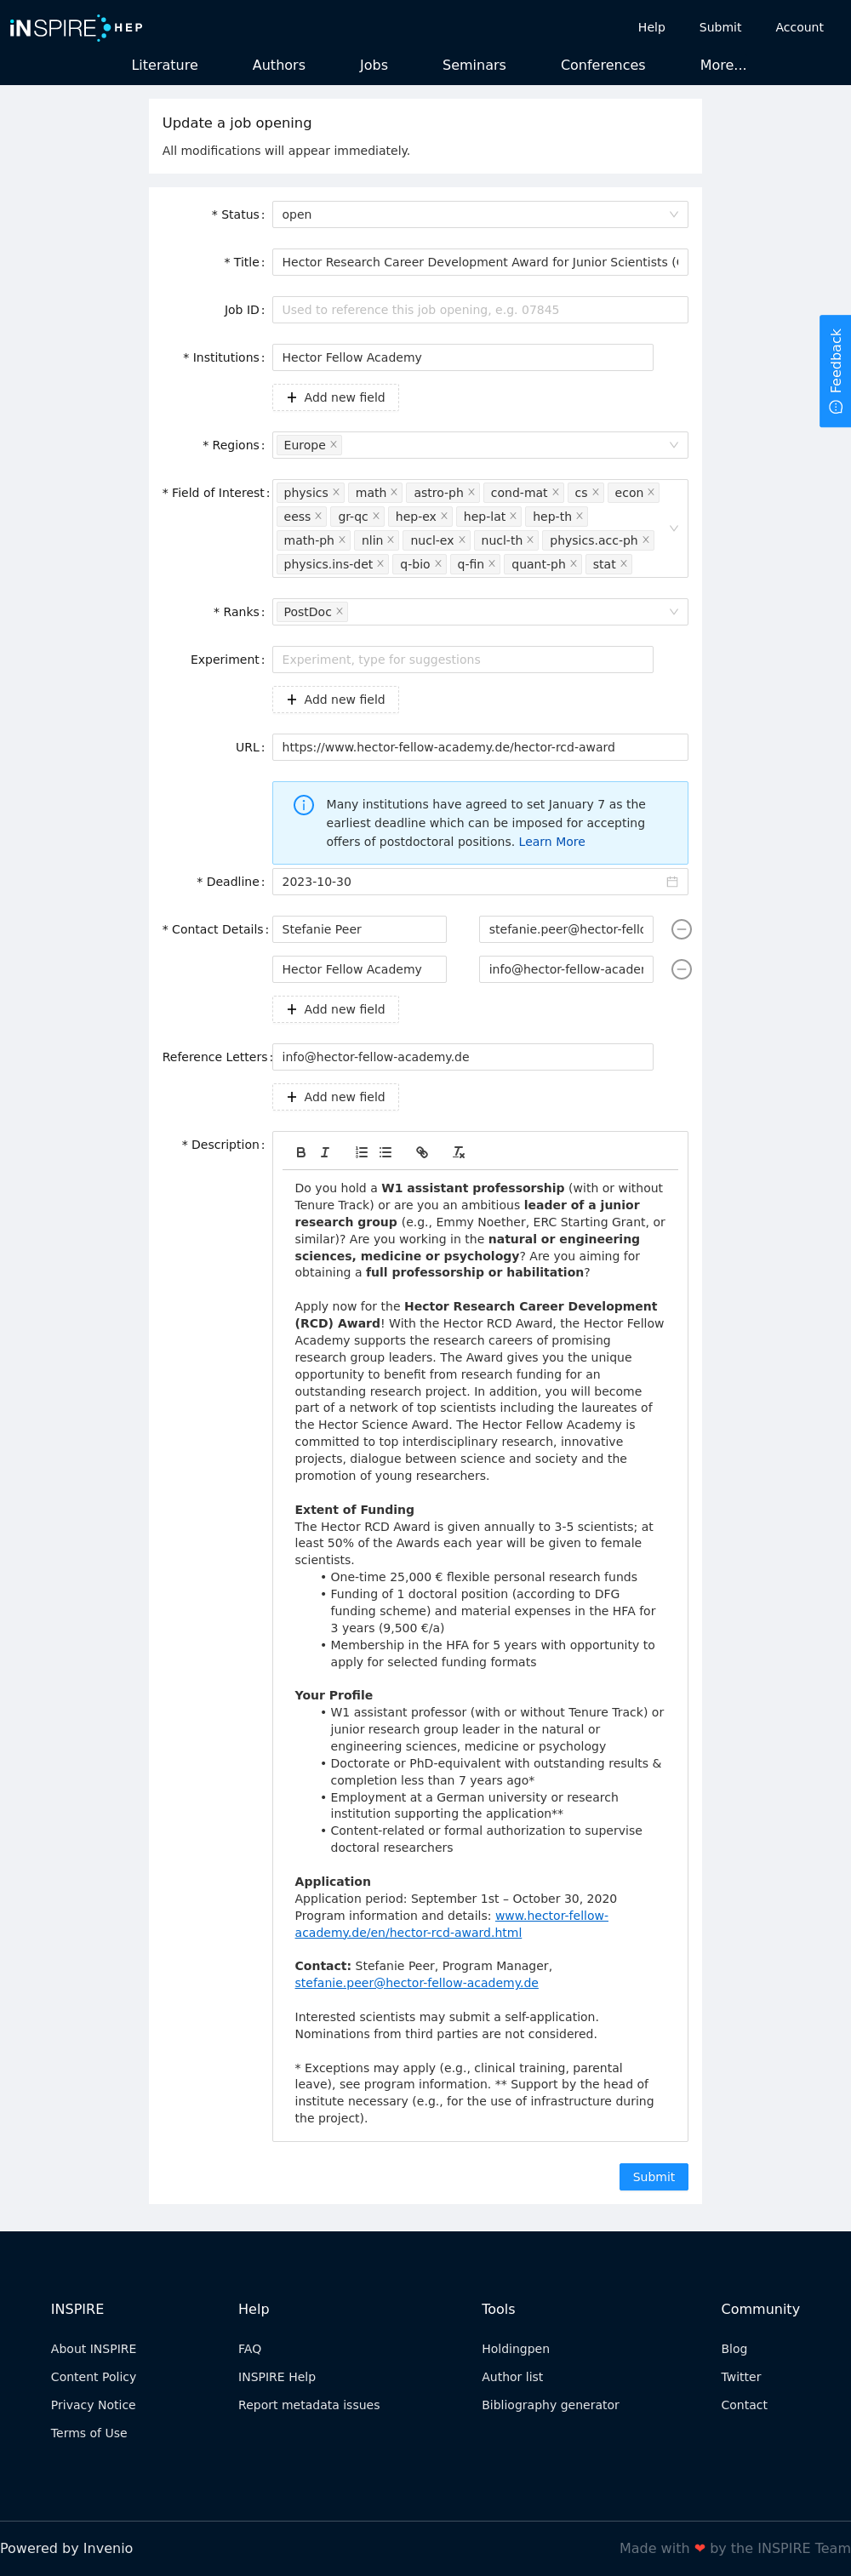 iNSPIRE HEP
Help Submit Account
Literature Authors Jobs Seminars Conferences More...
Update a job opening
All modifications will appear immediately.
* Status: open
* Title: Hector Research Career Development Award for Junior Scientists (
Job ID: Used to reference this job opening, e.g. 07845
* Institutions: Hector Fellow Academy
+ Add new field
* Regions: Europe
* Field of Interest: physics math astro-ph cond-mat cs econ
eess gr-qc hep-ex hep-lat hep-th
math-ph nlin nucl-ex nucl-th physics.acc-ph
physics.ins-det q-bio q-fin quant-ph stat
* Ranks: PostDoc
Experiment: Experiment, type for suggestions
+ Add new field
URL: https://www.hector-fellow-academy.de/hector-rcd-award
Many institutions have agreed to set January 7 as the
earliest deadline which can be imposed for accepting
offers of postdoctoral positions. Learn More
* Deadline: 2023-10-30
* Contact Details: Stefanie Peer stefanie.peer@hector-fello
Hector Fellow Academy info@hector-fellow-academ
+ Add new field
Reference Letters: info@hector-fellow-academy.de
+ Add new field
* Description:
Do you hold a W1 assistant professorship (with or without
Tenure Track) or are you an ambitious leader of a junior
research group (e.g., Emmy Noether, ERC Starting Grant, or
similar)? Are you working in the natural or engineering
sciences, medicine or psychology? Are you aiming for
obtaining a full professorship or habilitation?
Apply now for the Hector Research Career Development
(RCD) Award! With the Hector RCD Award, the Hector Fellow
Academy supports the research careers of promising
research group leaders. The Award gives you the unique
opportunity to benefit from research funding for an
outstanding research project. In addition, you will become
part of a network of top scientists including the laureates of
the Hector Science Award. The Hector Fellow Academy is
committed to top interdisciplinary research, innovative
projects, dialogue between science and society and the
promotion of young researchers.
Extent of Funding
The Hector RCD Award is given annually to 3-5 scientists; at
least 50% of the Awards each year will be given to female
scientists.
• One-time 25,000 € flexible personal research funds
• Funding of 1 doctoral position (according to DFG
funding scheme) and material expenses in the HFA for
3 years (9,500 €/a)
• Membership in the HFA for 5 years with opportunity to
apply for selected funding formats
Your Profile
• W1 assistant professor (with or without Tenure Track) or
junior research group leader in the natural or
engineering sciences, medicine or psychology
• Doctorate or PhD-equivalent with outstanding results &
completion less than 7 years ago*
• Employment at a German university or research
institution supporting the application**
• Content-related or formal authorization to supervise
doctoral researchers
Application
Application period: September 1st – October 30, 2020
Program information and details: www.hector-fellow-
academy.de/en/hector-rcd-award.html
Contact: Stefanie Peer, Program Manager,
stefanie.peer@hector-fellow-academy.de
Interested scientists may submit a self-application.
Nominations from third parties are not considered.
* Exceptions may apply (e.g., clinical training, parental
leave), see program information. ** Support by the head of
institute necessary (e.g., for the use of infrastructure during
the project).
Submit
Feedback
INSPIRE Help Tools Community
About INSPIRE FAQ Holdingpen Blog
Content Policy INSPIRE Help Author list Twitter
Privacy Notice Report metadata issues Bibliography generator Contact
Terms of Use
Powered by Invenio Made with ❤ by the INSPIRE Team